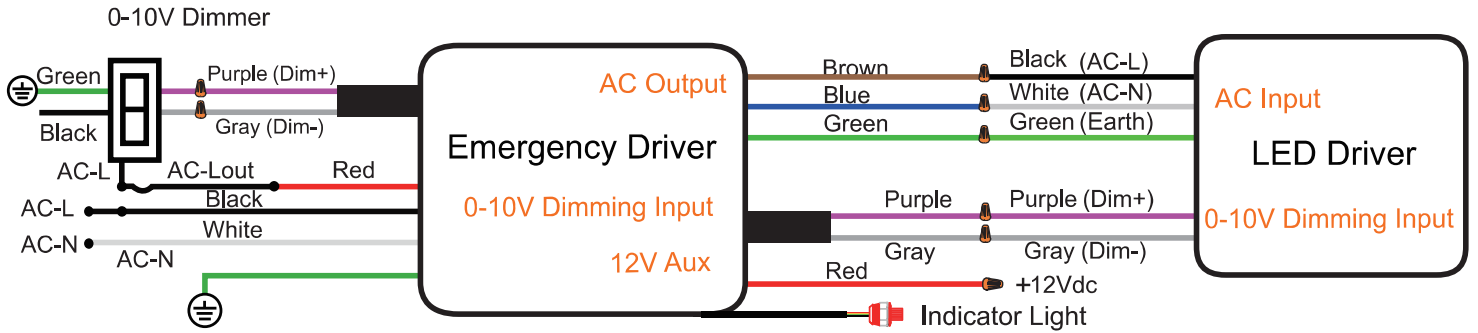 0-10V Dimmer
Green
Black
Purple (Dim+)
Gray (Dim-)
AC-L
AC-Lout
Red
AC-L
Black
AC-N
White
AC-N
AC Output
Emergency Driver
0-10V Dimming Input
12V Aux
Brown
Black (AC-L)
Blue
White (AC-N)
Green
Green (Earth)
Purple
Purple (Dim+)
Gray
Gray (Dim-)
Red
+12Vdc
Indicator Light
AC Input
LED Driver
0-10V Dimming Input